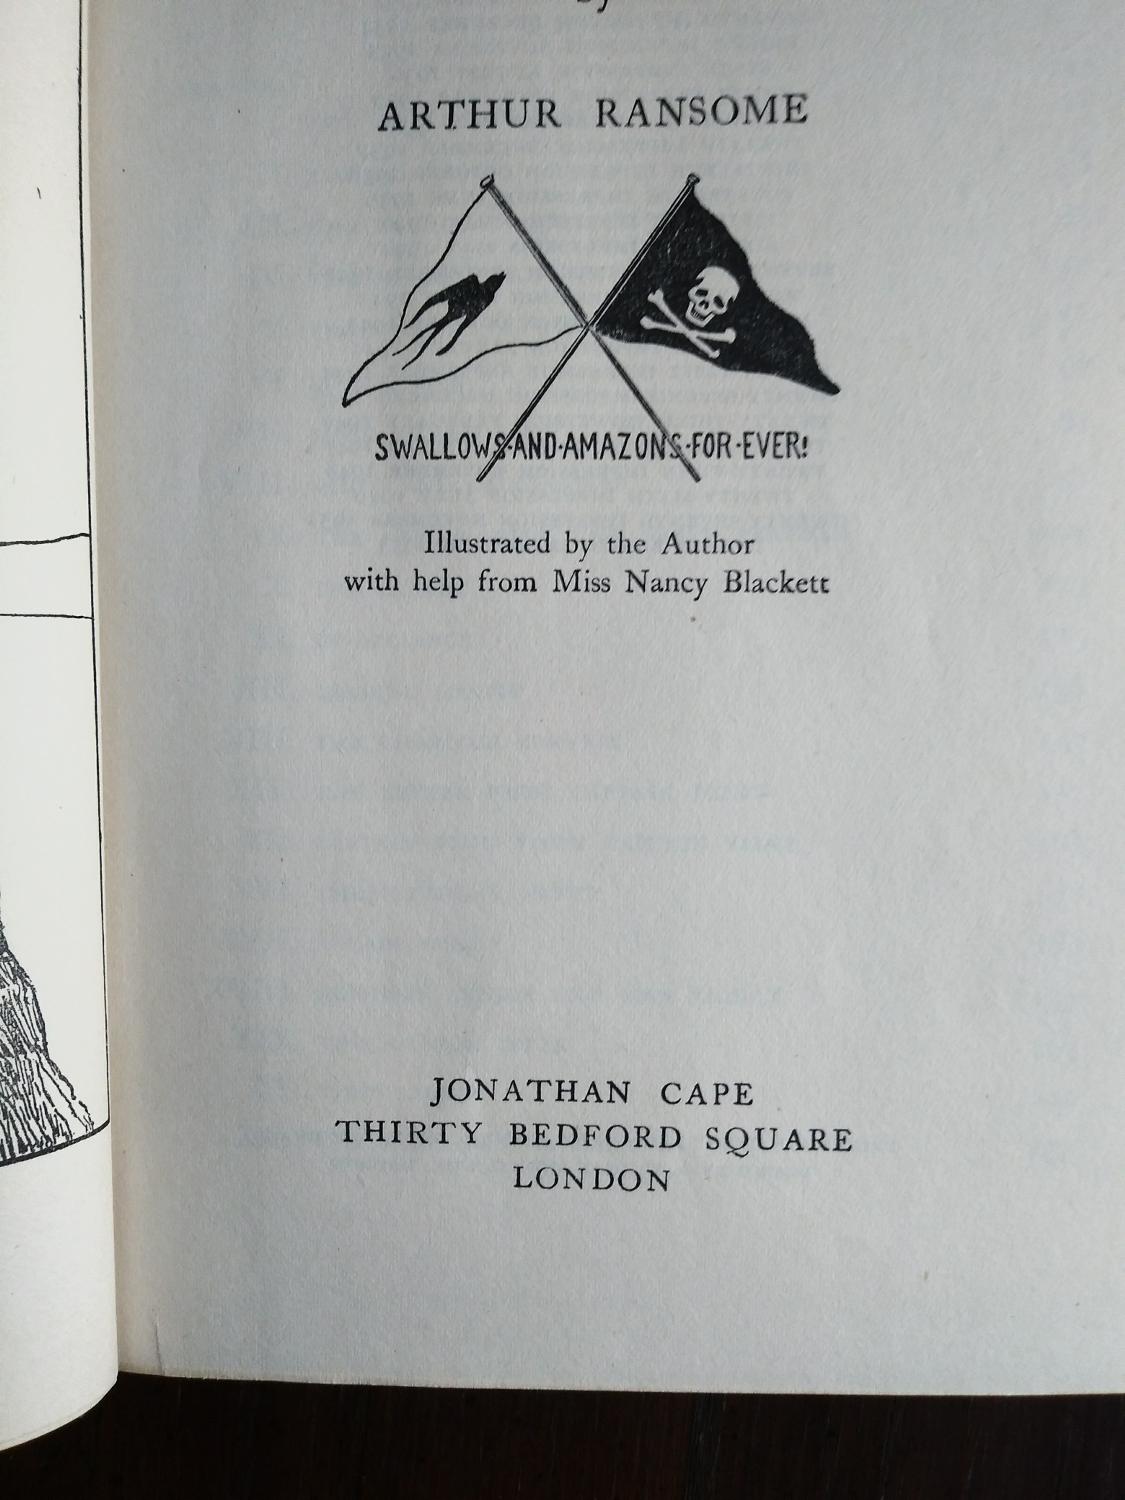 by
ARTHUR RANSOME
SWALLOWS·AND·AMAZONS·FOR·EVER!
Illustrated by the Author
with help from Miss Nancy Blackett
JONATHAN CAPE
THIRTY BEDFORD SQUARE
LONDON